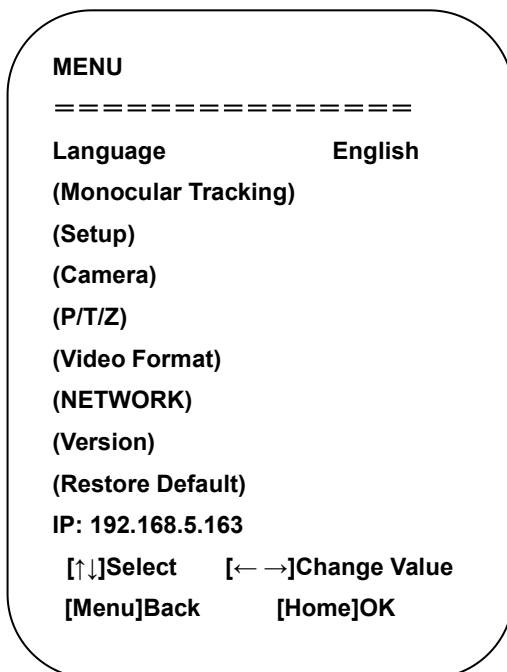 MENU
===============
Language English
(Monocular Tracking)
(Setup)
(Camera)
(P/T/Z)
(Video Format)
(NETWORK)
(Version)
(Restore Default)
IP: 192.168.5.163
[↑↓]Select [← →]Change Value
[Menu]Back [Home]OK